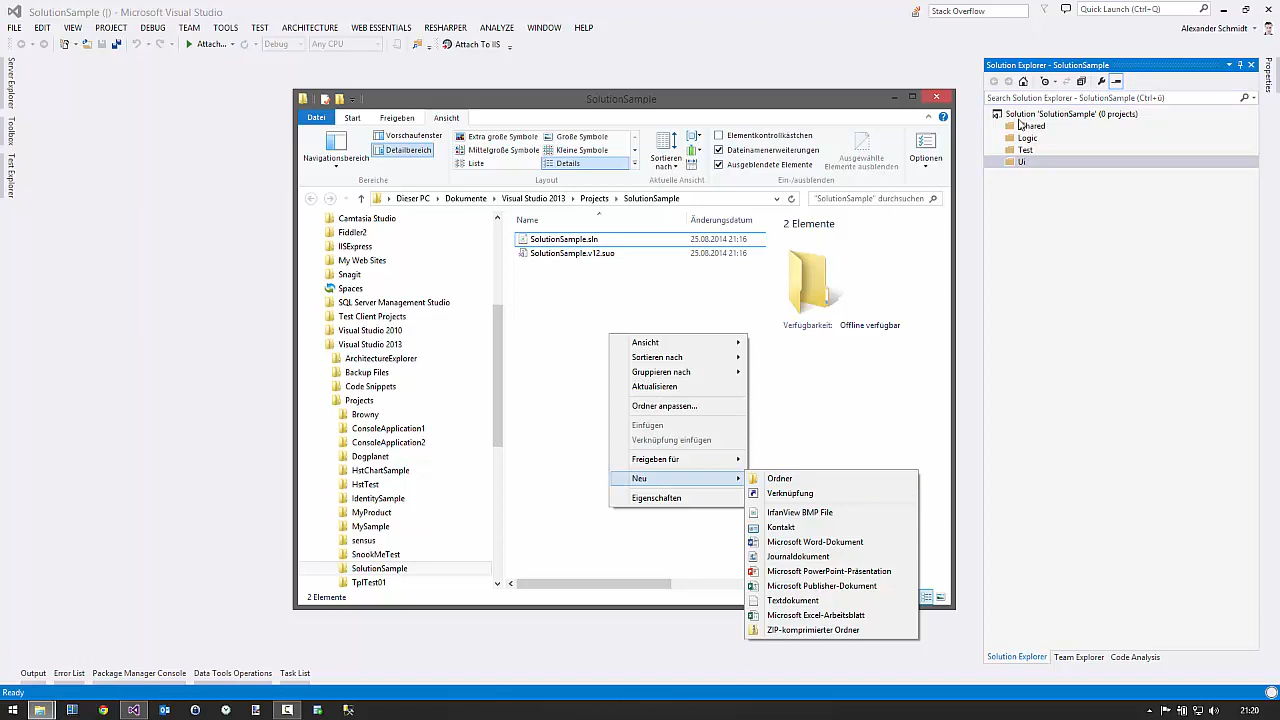 SolutionSample (|) - Microsoft Visual Studio
Stack Overflow
Quick Launch (Ctrl+Q)
FILE EDIT VIEW PROJECT DEBUG TEAM TOOLS TEST ARCHITECTURE WEB ESSENTIALS RESHARPER ANALYZE WINDOW HELP
Alexander Schmidt
Attach... Debug Any CPU Attach To IIS
Server Explorer
Toolbox
Test Explorer
Properties
Solution Explorer - SolutionSample
Search Solution Explorer - SolutionSample (Ctrl+ü)
Solution 'SolutionSample' (0 projects)
Shared
Logic
Test
Ui
Solution Explorer Team Explorer Code Analysis
SolutionSample
Datei Start Freigeben Ansicht
Navigationsbereich
Vorschaufenster
Detailbereich
Bereiche
Extra große Symbole Große Symbole
Mittelgroße Symbole Kleine Symbole
Liste Details
Layout
Sortieren nach
Aktuelle Ansicht
Elementkontrollkästchen
Dateinamenerweiterungen
Ausgeblendete Elemente
Ausgewählte Elemente ausblenden
Ein-/ausblenden
Optionen
Dieser PC Dokumente Visual Studio 2013 Projects SolutionSample
"SolutionSample" durchsuchen
Camtasia Studio
Fiddler2
IISExpress
My Web Sites
Snagit
Spaces
SQL Server Management Studio
Test Client Projects
Visual Studio 2010
Visual Studio 2013
ArchitectureExplorer
Backup Files
Code Snippets
Projects
Browny
ConsoleApplication1
ConsoleApplication2
Dogplanet
HstChartSample
HstTest
IdentitySample
MyProduct
MySample
sensus
SnookMeTest
SolutionSample
TplTest01
Name Änderungsdatum
SolutionSample.sln 25.08.2014 21:16
SolutionSample.v12.suo 25.08.2014 21:16
2 Elemente
Verfügbarkeit: Offline verfügbar
Ansicht
Sortieren nach
Gruppieren nach
Aktualisieren
Ordner anpassen...
Einfügen
Verknüpfung einfügen
Freigeben für
Neu
Eigenschaften
Ordner
Verknüpfung
IrfanView BMP File
Kontakt
Microsoft Word-Dokument
Journaldokument
Microsoft PowerPoint-Präsentation
Microsoft Publisher-Dokument
Textdokument
Microsoft Excel-Arbeitsblatt
ZIP-komprimierter Ordner
2 Elemente
Output Error List Package Manager Console Data Tools Operations Task List
Ready
21:20